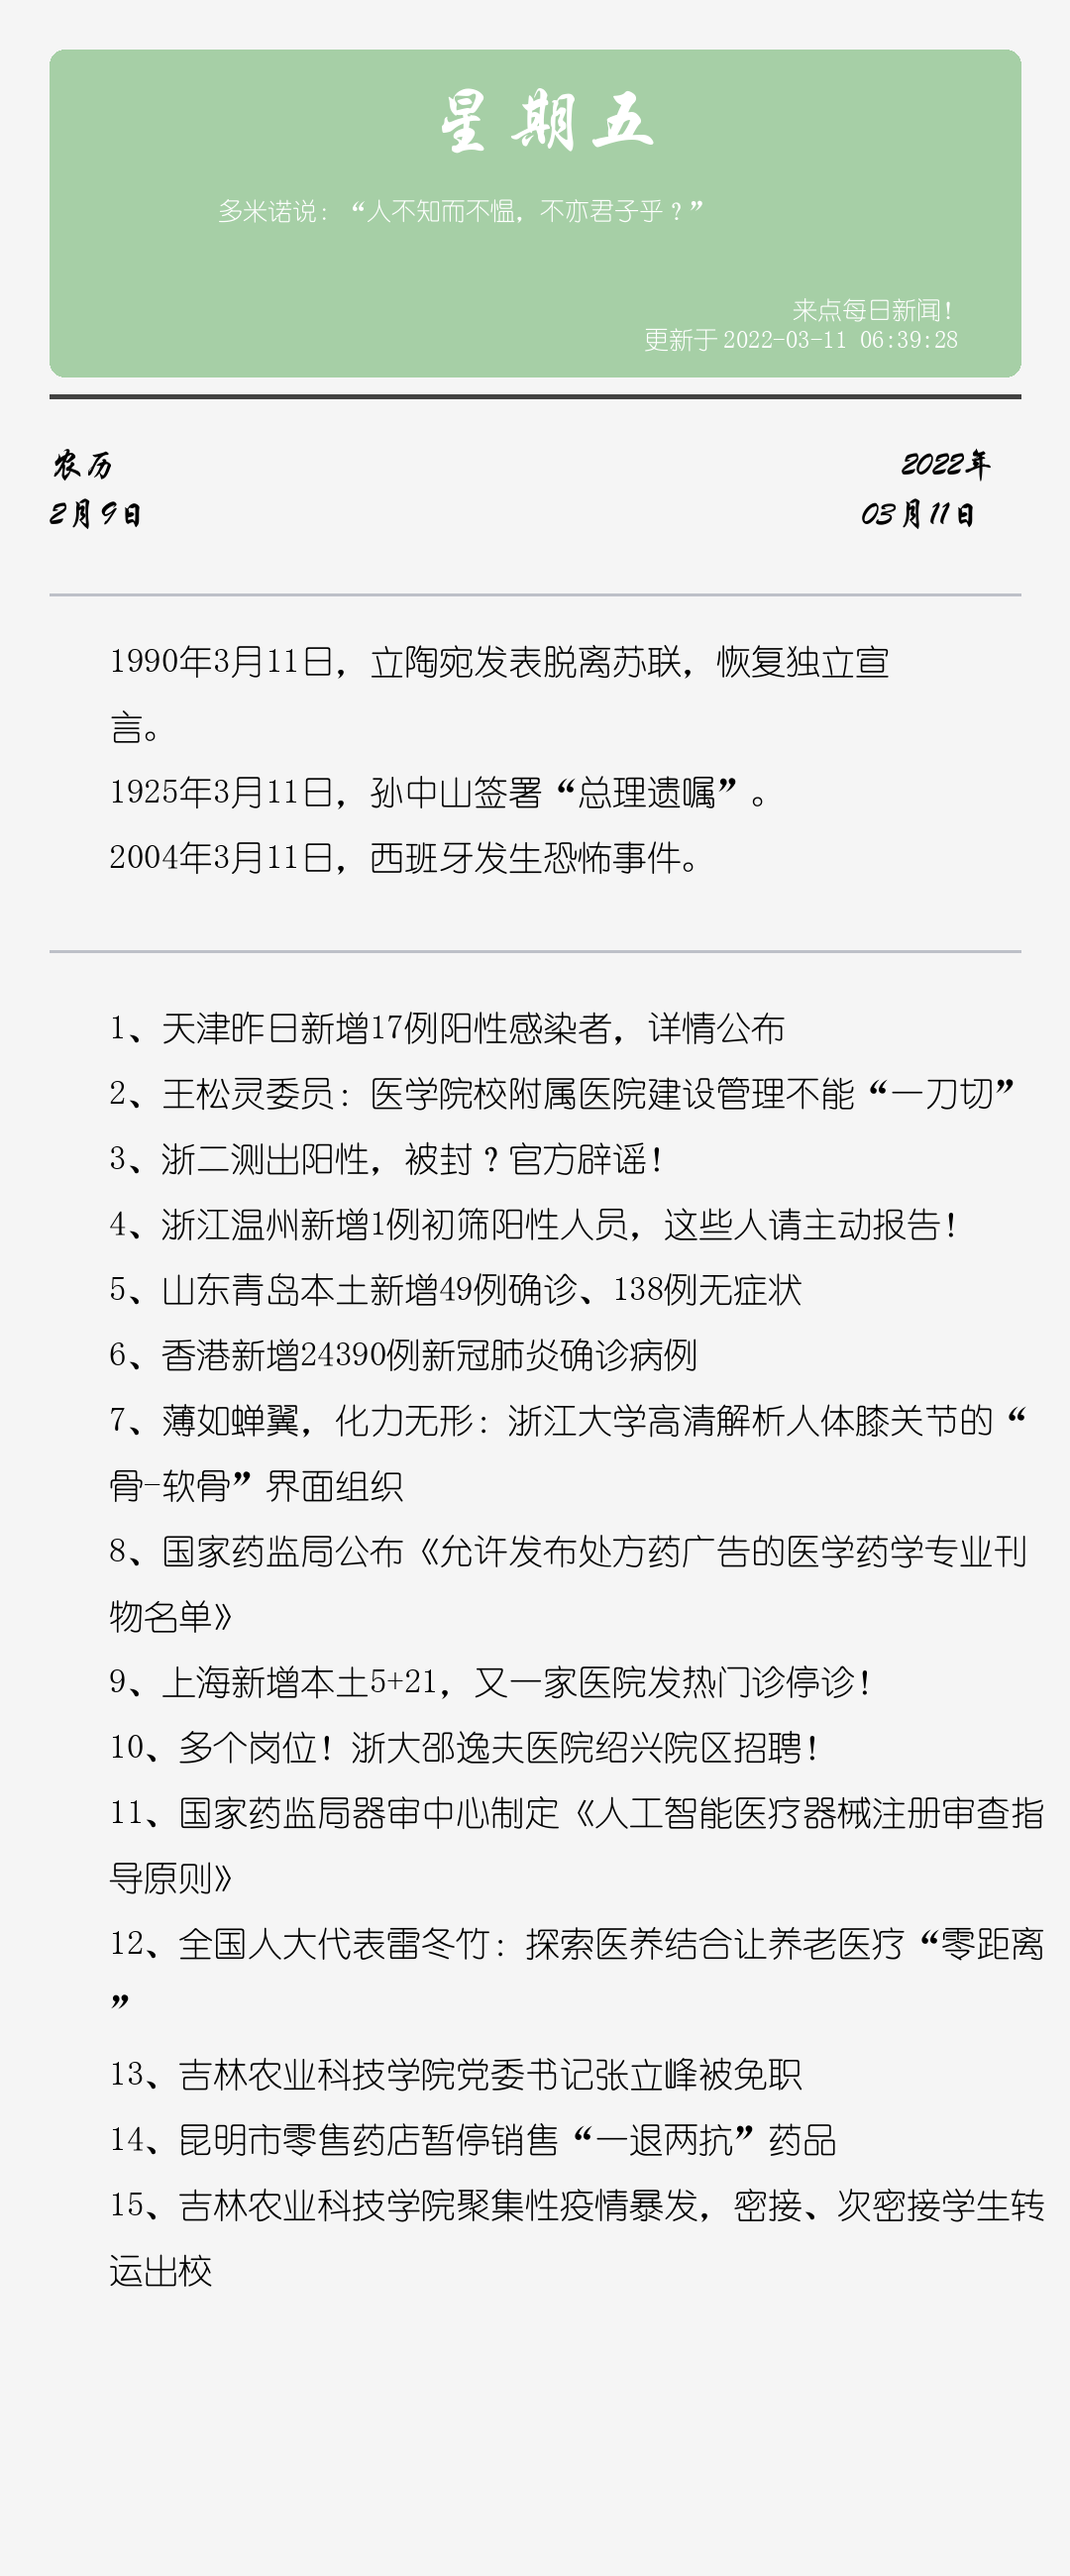 星期五
多米诺说：“人不知而不愠，不亦君子乎？”
来点每日新闻！
更新于 2022-03-11 06:39:28
农历
2月9日
2022年
03月11日
1990年3月11日，立陶宛发表脱离苏联，恢复独立宣
言。
1925年3月11日，孙中山签署“总理遗嘱”。
2004年3月11日，西班牙发生恐怖事件。
1、天津昨日新增17例阳性感染者，详情公布
2、王松灵委员：医学院校附属医院建设管理不能“一刀切”
3、浙二测出阳性，被封？官方辟谣！
4、浙江温州新增1例初筛阳性人员，这些人请主动报告！
5、山东青岛本土新增49例确诊、138例无症状
6、香港新增24390例新冠肺炎确诊病例
7、薄如蝉翼，化力无形：浙江大学高清解析人体膝关节的“
骨-软骨”界面组织
8、国家药监局公布《允许发布处方药广告的医学药学专业刊
物名单》
9、上海新增本土5+21，又一家医院发热门诊停诊！
10、多个岗位！浙大邵逸夫医院绍兴院区招聘！
11、国家药监局器审中心制定《人工智能医疗器械注册审查指
导原则》
12、全国人大代表雷冬竹：探索医养结合让养老医疗“零距离
”
13、吉林农业科技学院党委书记张立峰被免职
14、昆明市零售药店暂停销售“一退两抗”药品
15、吉林农业科技学院聚集性疫情暴发，密接、次密接学生转
运出校